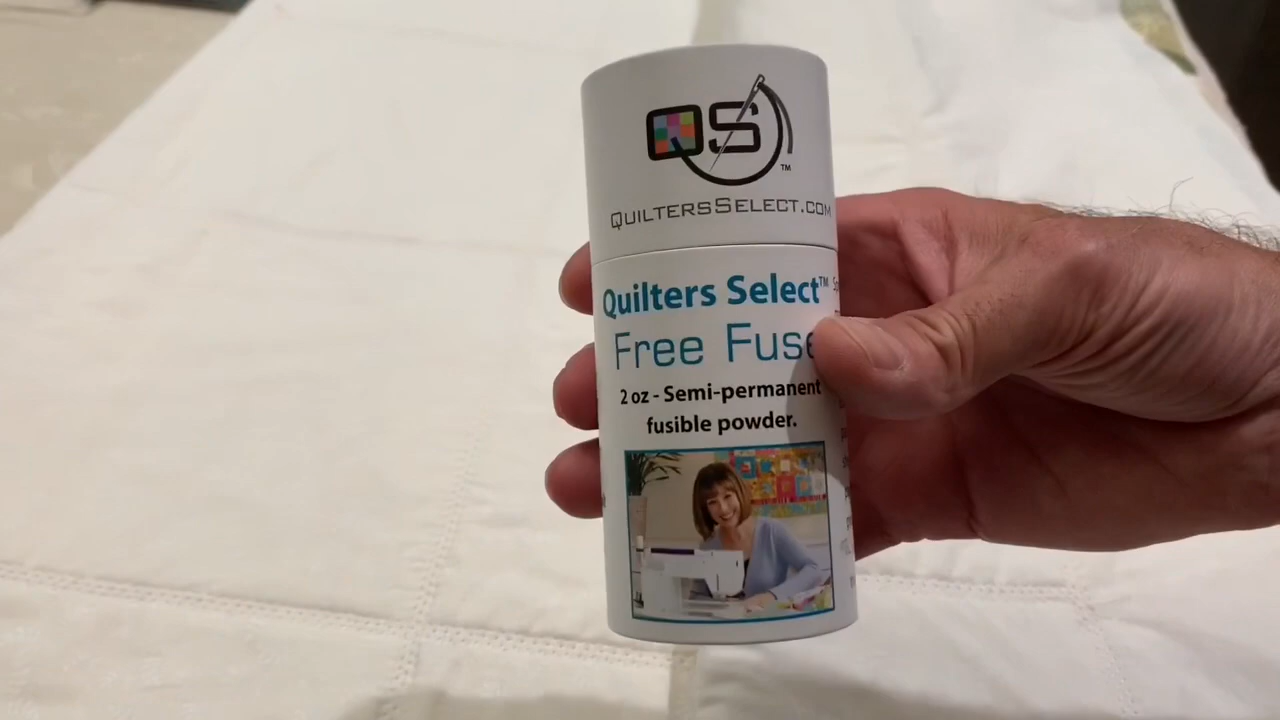 QS
TM
QUILTERSSELECT.COM
Quilters Select™
Free Fuse
2 oz - Semi-permanent
fusible powder.